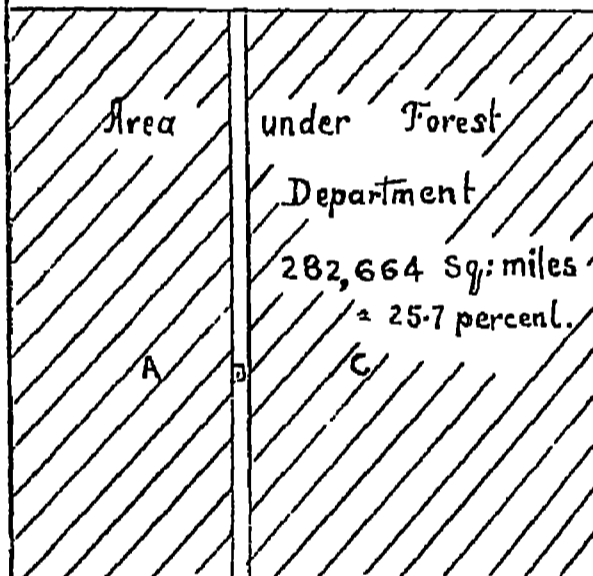 Area under Forest
Department
282,664 Sq: miles
= 25.7 percent.
A B C